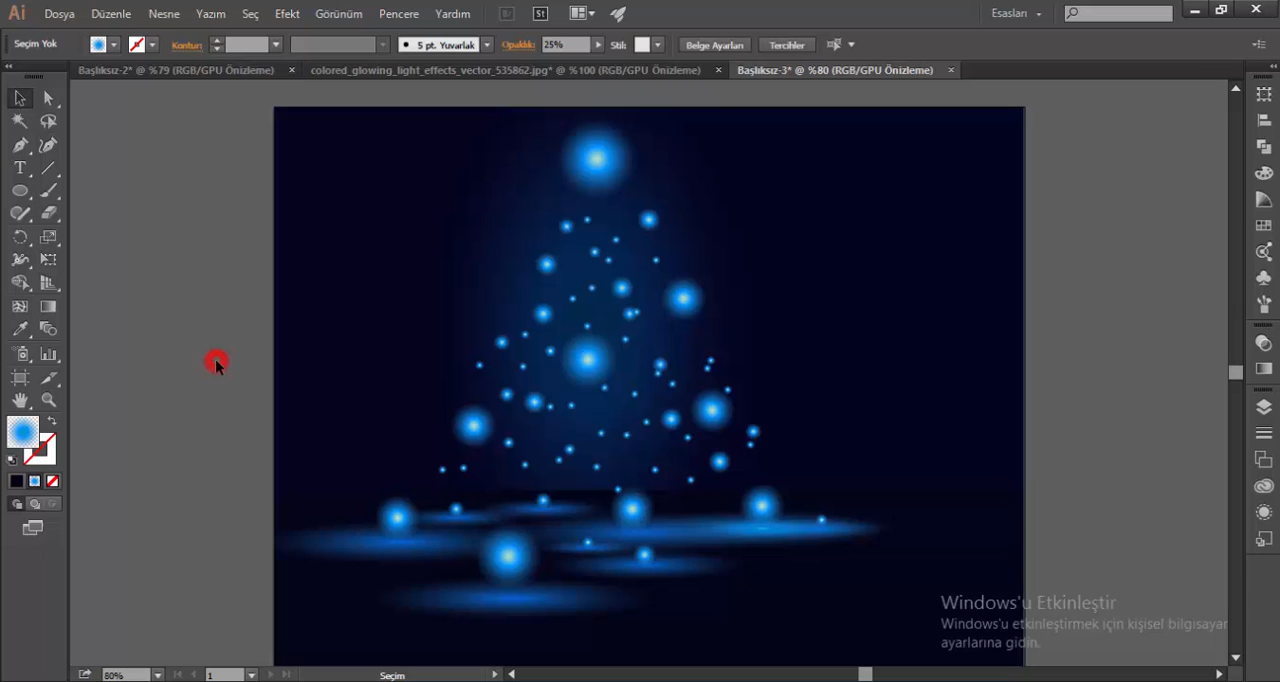 Ai Dosya Düzenle Nesne Yazım Seç Efekt Görünüm Pencere Yardım Br St Esasları
Seçim Yok Kontur: 5 pt. Yuvarlak Opaklık: 25% Stil: Belge Ayarları Tercihler
Başlıksız-2* @ %79 (RGB/GPU Önizleme) colored_glowing_light_effects_vector_535862.jpg* @ %100 (RGB/GPU Önizleme) Başlıksız-3* @ %80 (RGB/GPU Önizleme)
Windows'u Etkinleştir
Windows'u etkinleştirmek için kişisel bilgisayar
ayarlarına gidin.
80% 1 Seçim